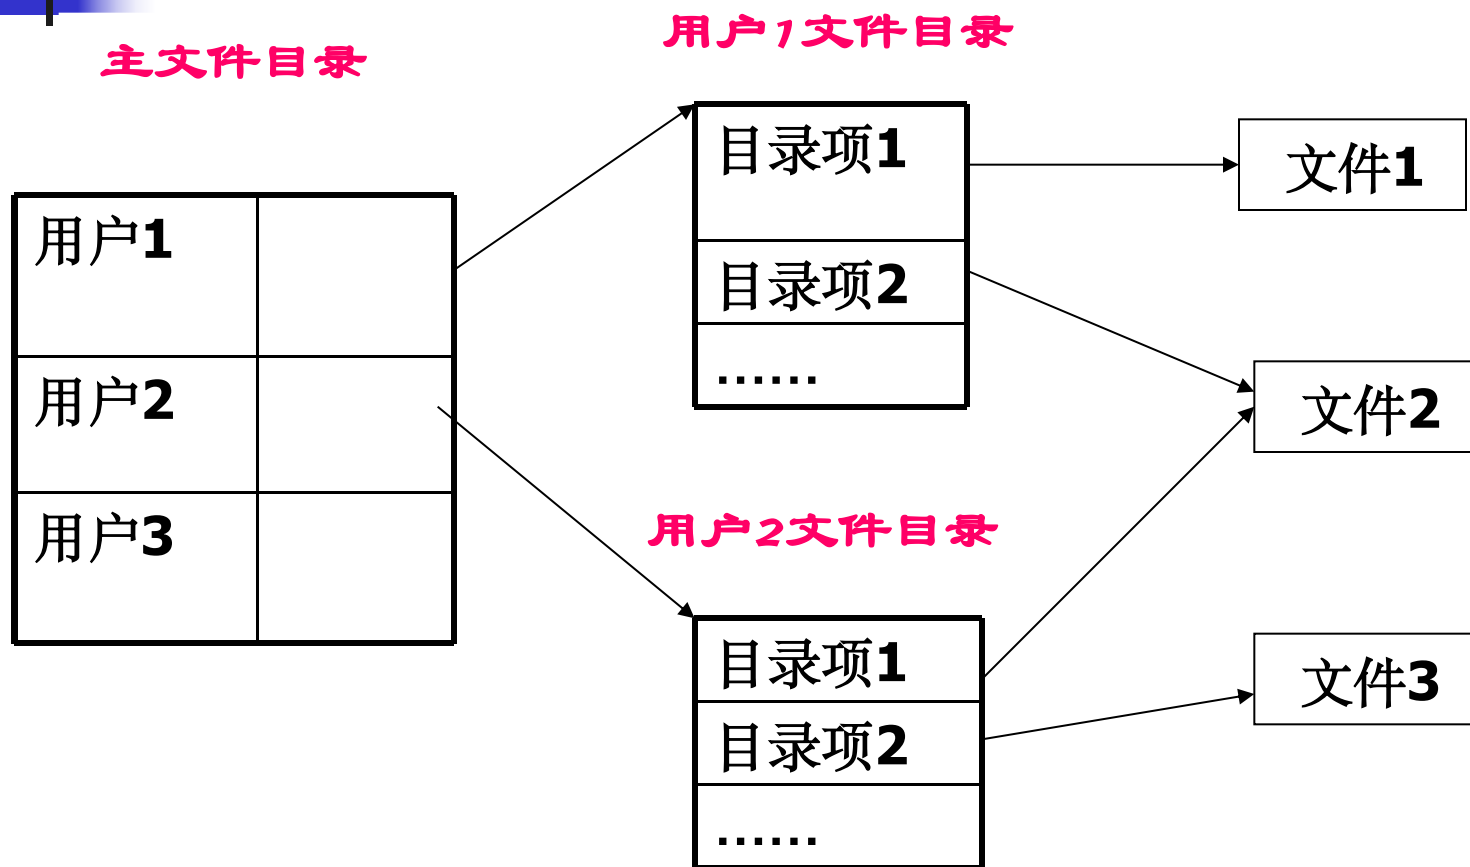 主文件目录
用户1
用户2
用户3
用户1文件目录
目录项1
目录项2
......
用户2文件目录
目录项1
目录项2
......
文件1
文件2
文件3